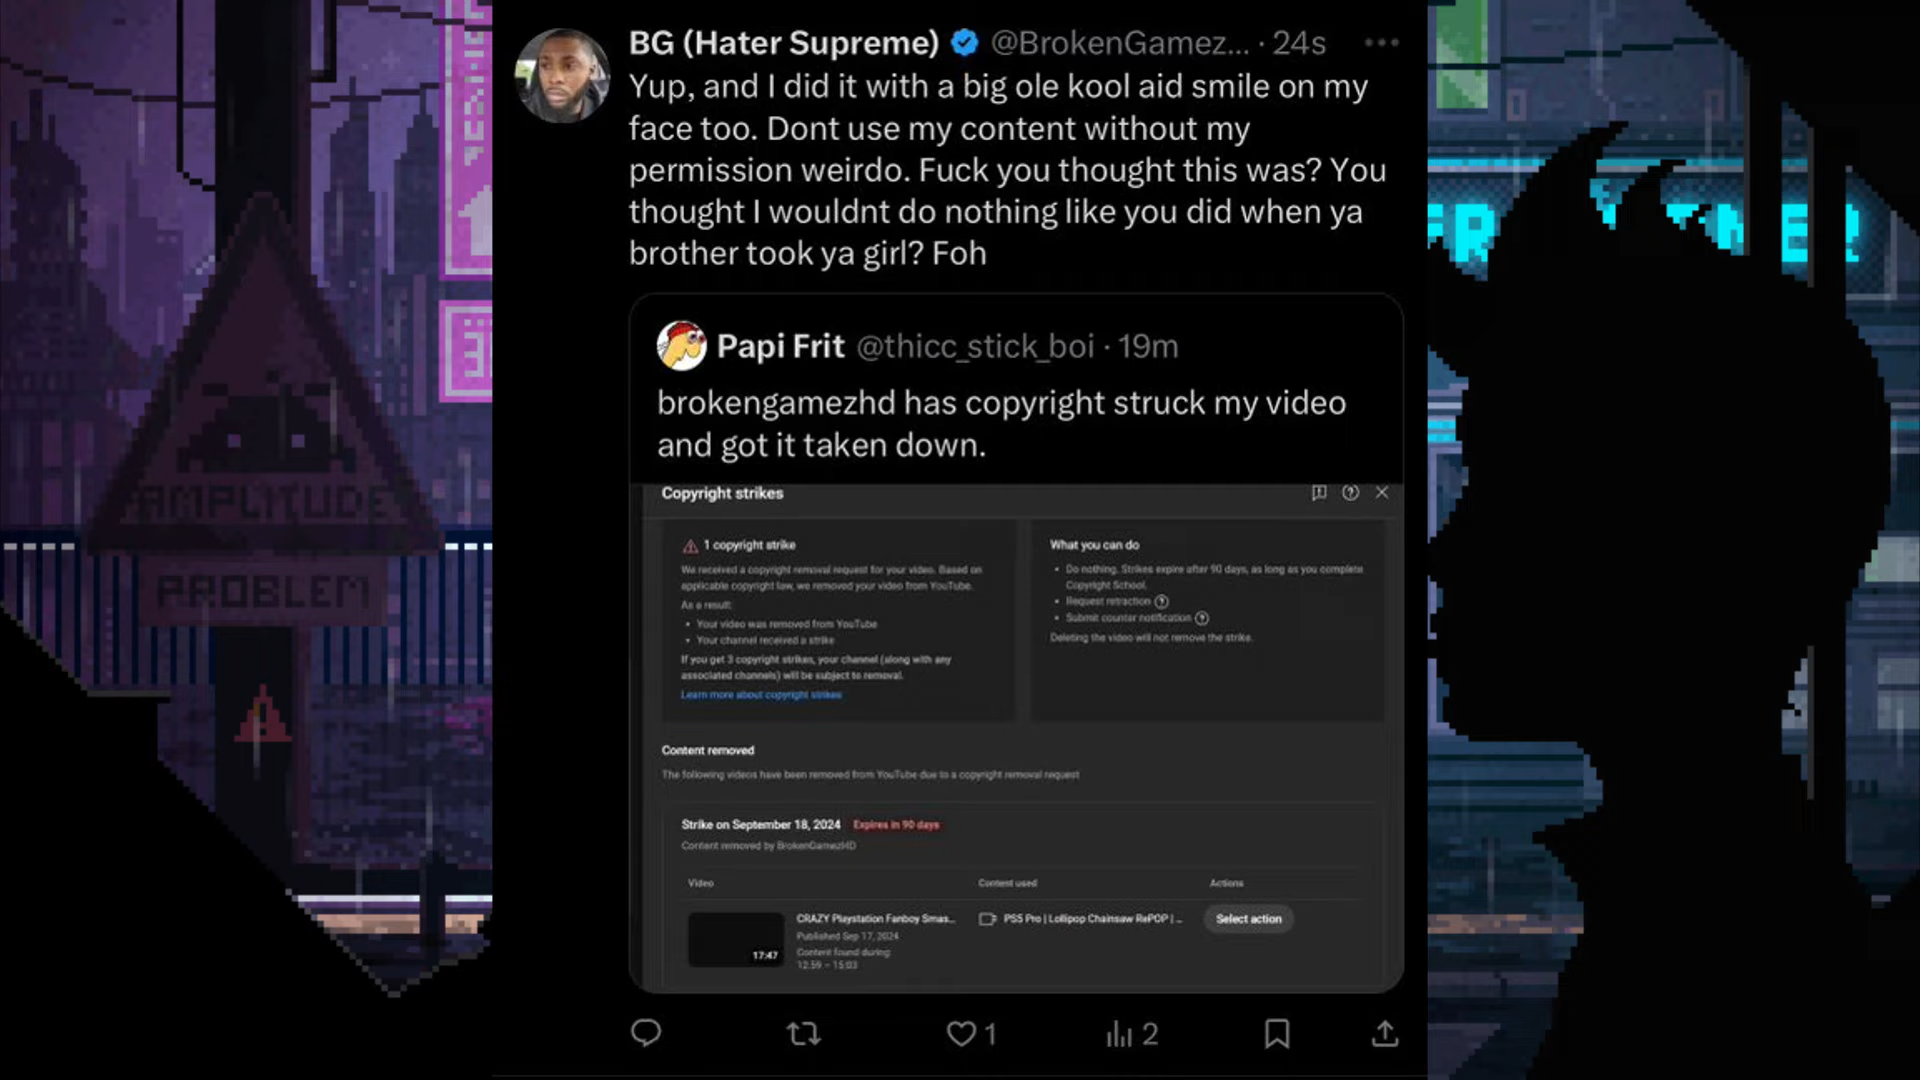 BG (Hater Supreme) @BrokenGamez... · 24s
Yup, and I did it with a big ole kool aid smile on my
face too. Dont use my content without my
permission weirdo. Fuck you thought this was? You
thought I wouldnt do nothing like you did when ya
brother took ya girl? Foh
Papi Frit @thicc_stick_boi · 19m
brokengamezhd has copyright struck my video
and got it taken down.
Copyright strikes
1 copyright strike
We received a copyright removal request for your video. Based on
applicable copyright law, we removed your video from YouTube.
As a result:
• Your video was removed from YouTube
• Your channel received a strike
If you get 3 copyright strikes, your channel (along with any
associated channels) will be subject to removal.
Learn more about copyright strikes
What you can do
• Do nothing. Strikes expire after 90 days, as long as you complete
Copyright School.
• Request retraction
• Submit counter notification
Deleting the video will not remove the strike.
Content removed
The following videos have been removed from YouTube due to a copyright removal request
Strike on September 18, 2024 Expires in 90 days
Content removed by BrokenGamezHD
Video Content used Actions
17:47
CRAZY Playstation Fanboy Smas...
Published Sep 17, 2024
Content found during:
12:59 – 15:03
PS5 Pro | Lollipop Chainsaw RePOP | ...
Select action
1
2
AMPLITUDE
PROBLEM